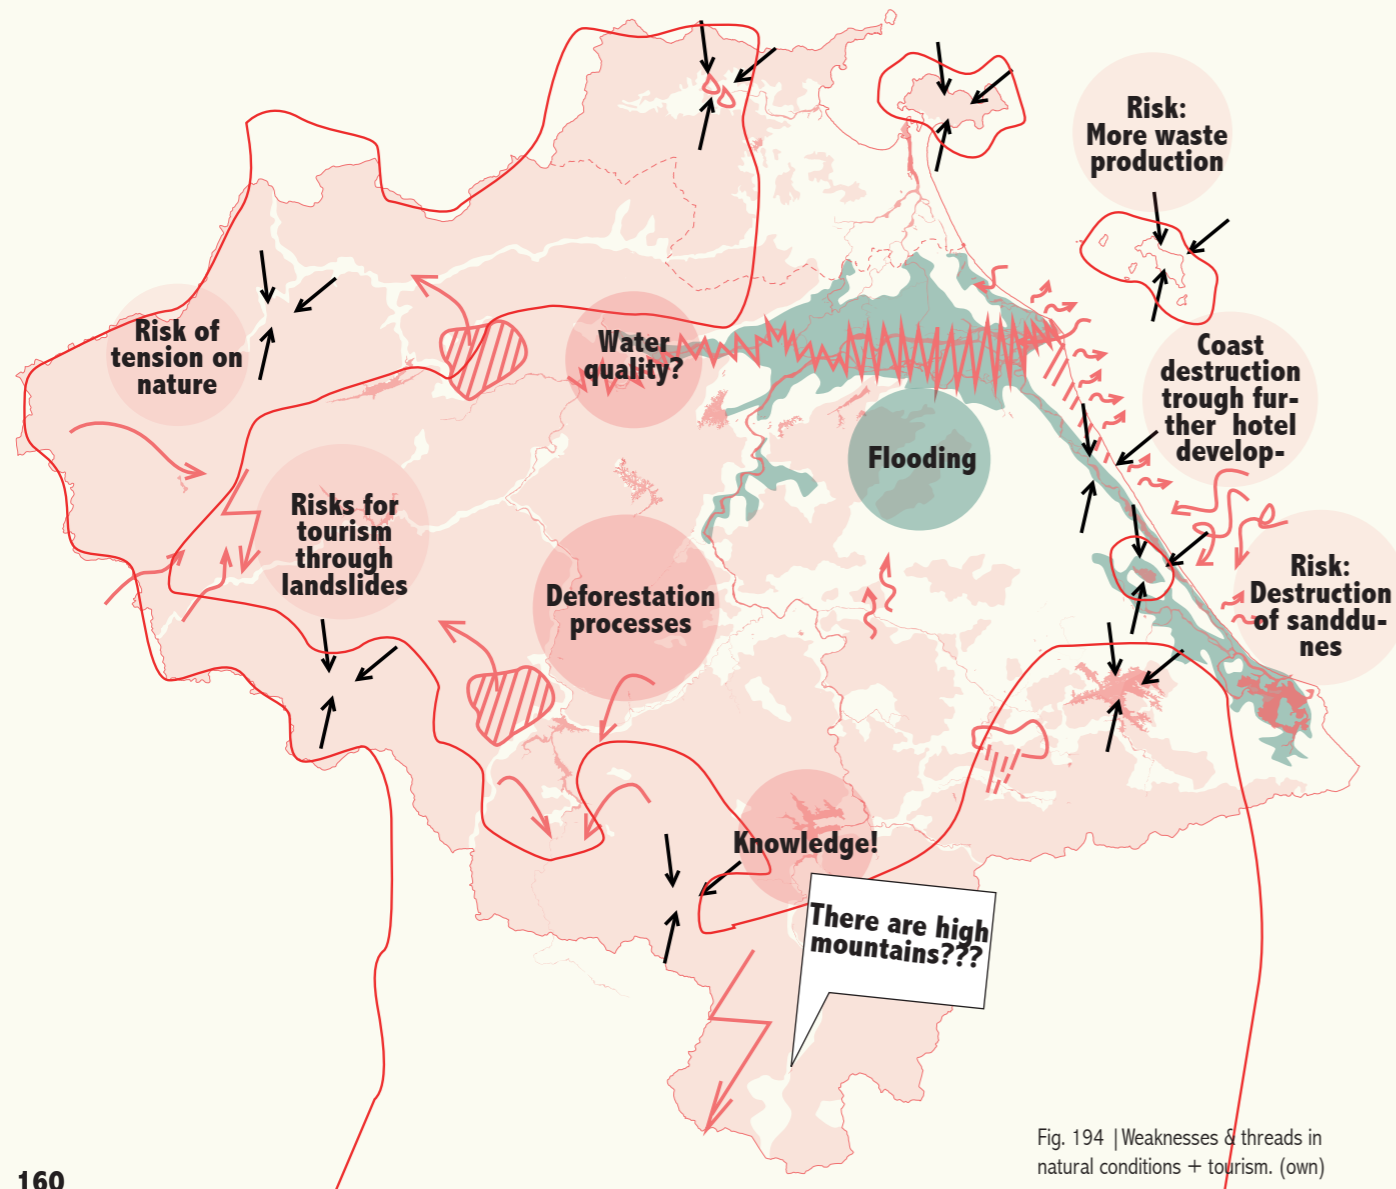 Risk:
More waste
production
Risk of
tension on
nature
Water
quality?
Coast
destruction
trough fur-
ther hotel
develop-
Flooding
Risks for
tourism
through
landslides
Deforestation
processes
Risk:
Destruction
of sanddu-
nes
Knowledge!
There are high
mountains???
Fig. 194 |Weaknesses & threads in
natural conditions + tourism. (own)
160